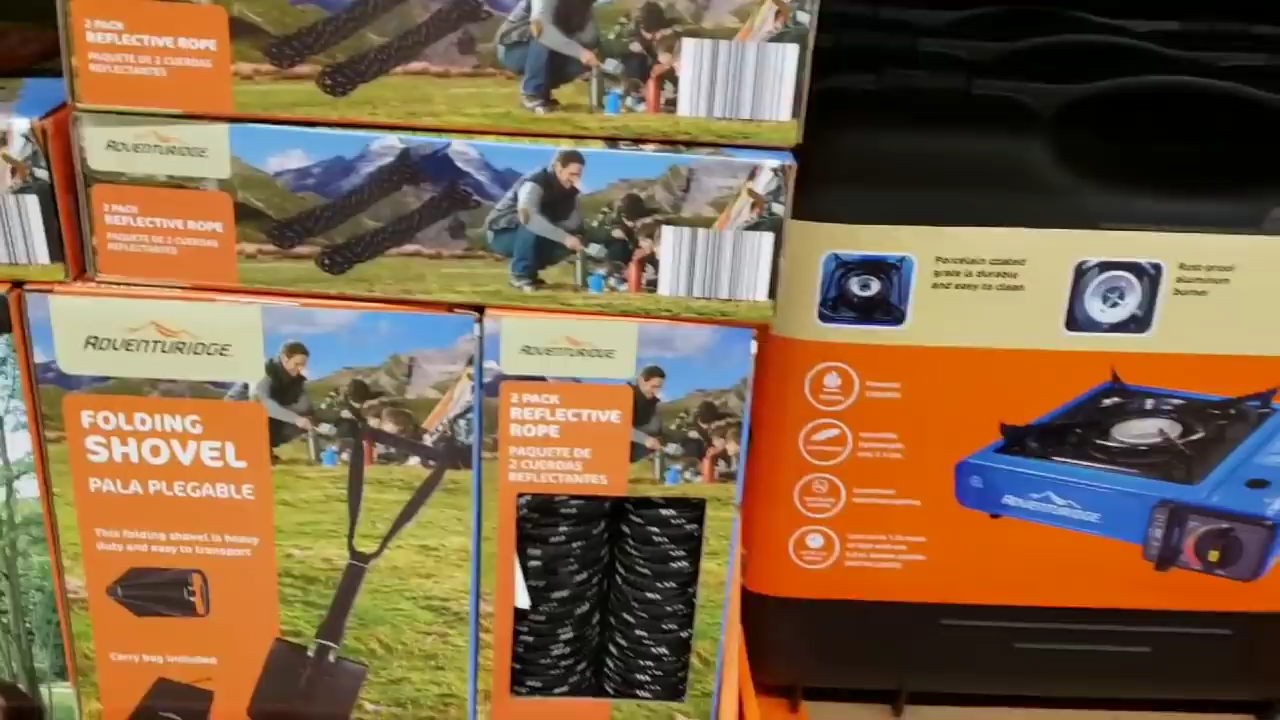 2 PACK
REFLECTIVE ROPE
PAQUETE DE 2 CUERDAS
REFLECTANTES
ADVENTURIDGE
2 PACK
REFLECTIVE ROPE
PAQUETE DE 2 CUERDAS
REFLECTANTES
ADVENTURIDGE
FOLDING
SHOVEL
PALA PLEGABLE
This folding shovel is heavy
duty and easy to transport
Carry bag included
ADVENTURIDGE
2 PACK
REFLECTIVE
ROPE
PAQUETE DE
2 CUERDAS
REFLECTANTES
Porcelain coated
grate is durable
and easy to clean
Rust-proof
aluminum
burner
ADVENTURIDGE